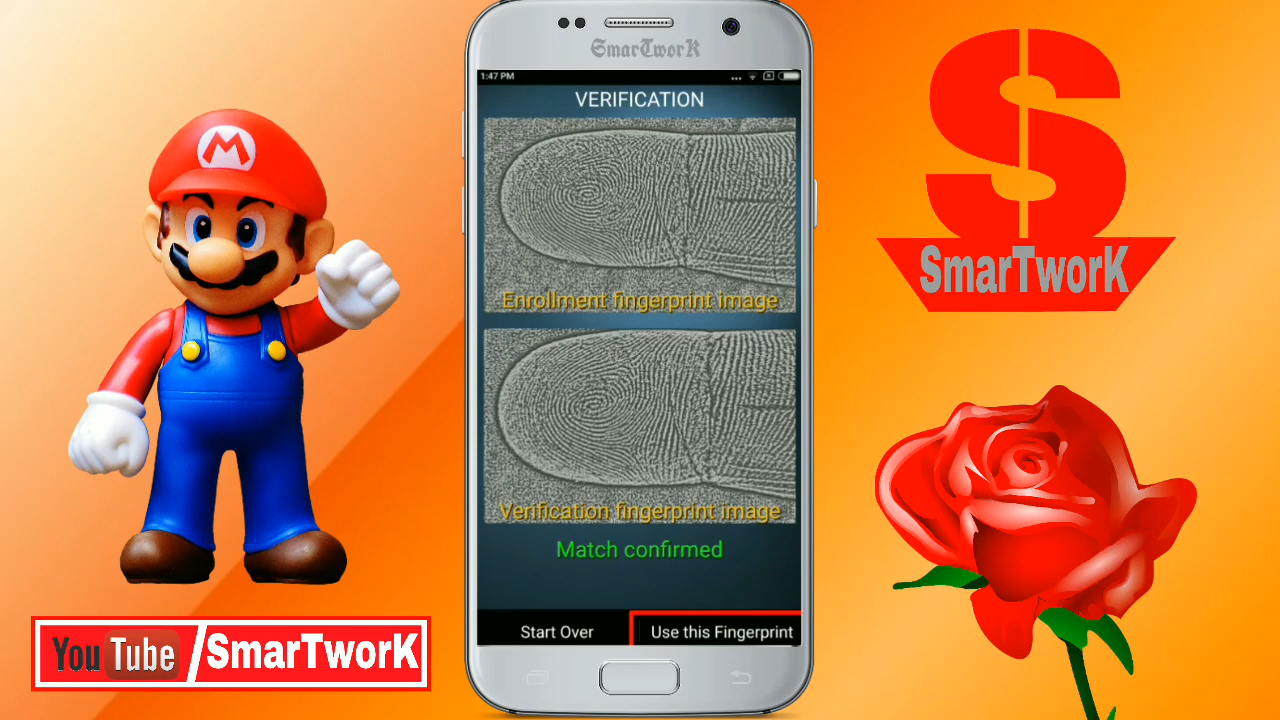 SmarTworK
1:47 PM
VERIFICATION
Enrollment fingerprint image
Verification fingerprint image
Match confirmed
Start Over
Use this Fingerprint
M
S
SmarTworK
YouTube/SmarTworK